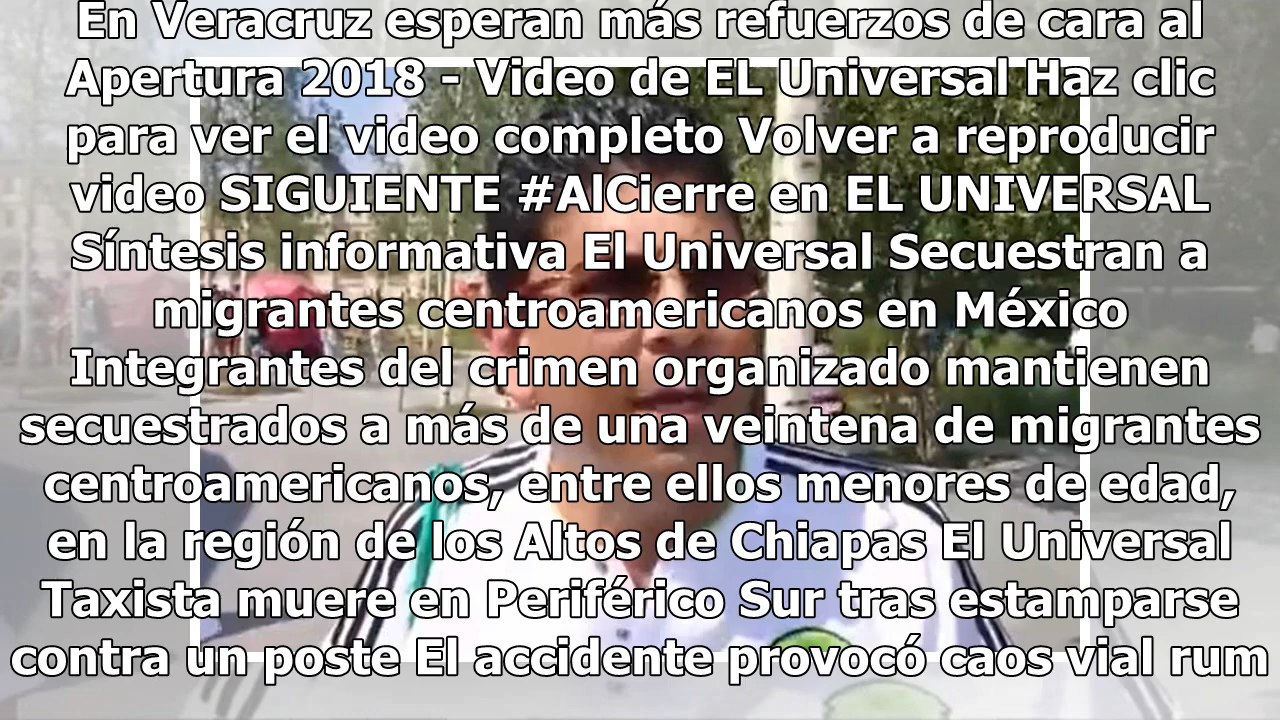 En Veracruz esperan más refuerzos de cara al
Apertura 2018 - Video de EL Universal Haz clic
para ver el video completo Volver a reproducir
video SIGUIENTE #AlCierre en EL UNIVERSAL
Síntesis informativa El Universal Secuestran a
migrantes centroamericanos en México
Integrantes del crimen organizado mantienen
secuestrados a más de una veintena de migrantes
centroamericanos, entre ellos menores de edad,
en la región de los Altos de Chiapas El Universal
Taxista muere en Periférico Sur tras estamparse
contra un poste El accidente provocó caos vial rum